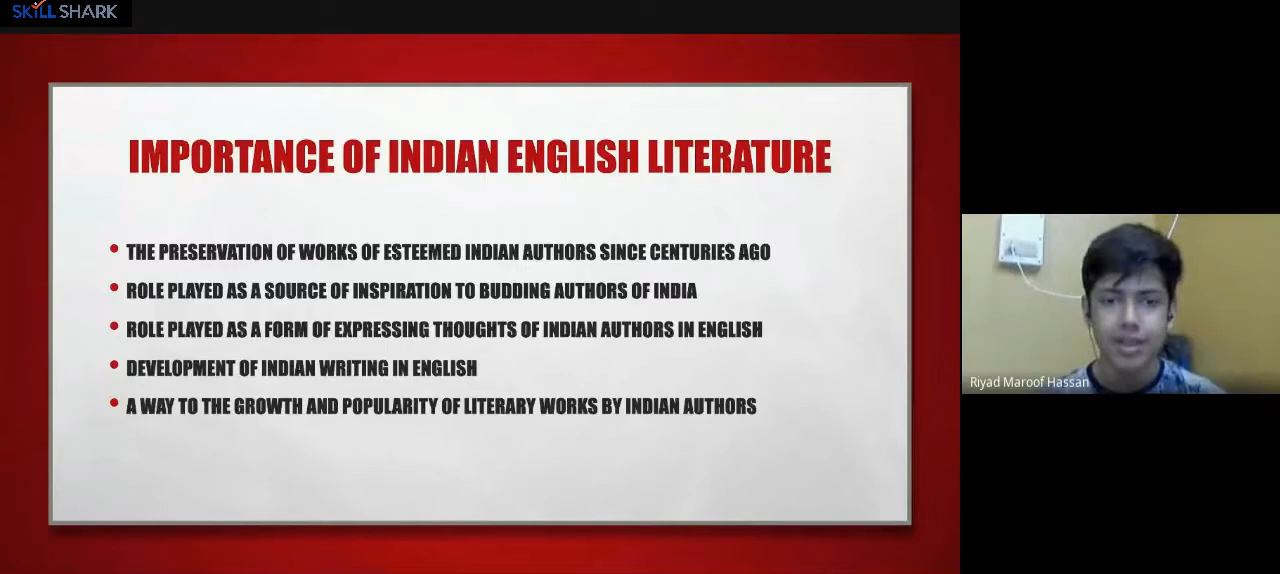 SKILL SHARK
IMPORTANCE OF INDIAN ENGLISH LITERATURE
• THE PRESERVATION OF WORKS OF ESTEEMED INDIAN AUTHORS SINCE CENTURIES AGO
• ROLE PLAYED AS A SOURCE OF INSPIRATION TO BUDDING AUTHORS OF INDIA
• ROLE PLAYED AS A FORM OF EXPRESSING THOUGHTS OF INDIAN AUTHORS IN ENGLISH
• DEVELOPMENT OF INDIAN WRITING IN ENGLISH
• A WAY TO THE GROWTH AND POPULARITY OF LITERARY WORKS BY INDIAN AUTHORS
Riyad Maroof Hassan